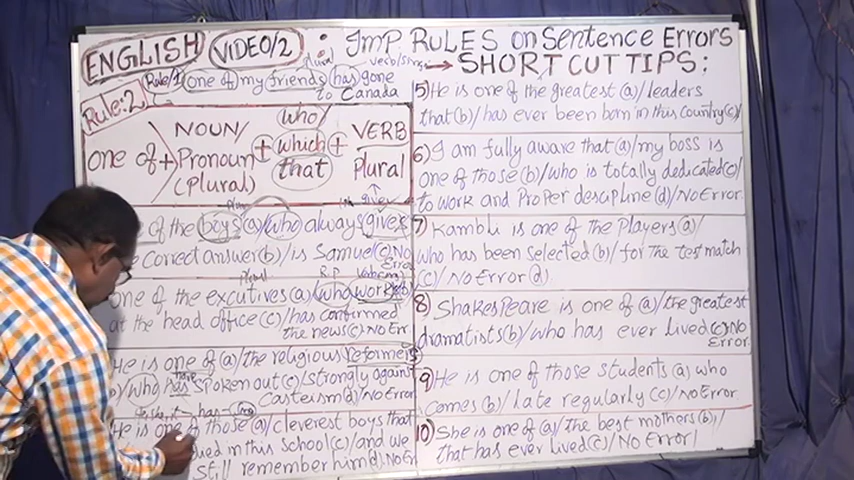 ENGLISH VIDEO/2 : IMP. RULES on Sentence Errors
→ SHORT CUT TIPS:
plural verb/sing
Rule/1 one of my friends has gone
to Canada
Rule:2
one of + NOUN/ Pronoun (Plural) + who/ which that + VERB Plural
give
of the boys (a)/who always gives
correct answer(b)/is Samuel(c)No
Error
Plural R.P
one of the excutives(a)/who works(b)
at the head office(c)/has confirmed
the news(c).No Err.
He is one of (a)/the religious Reformers
have
b)/who has spoken out(c)/strongly against
Casteism(d)/No Error
has
He is one of those(a)/cleverest boys that
in this school(c)/and we
still remember him(d).No Er
5)He is one of the greatest(a)/leaders
that(b)/has ever been born in this country(c)/
6)I am fully aware that(a)/my boss is
one of those(b)/who is totally dedicated(c)/
to work and Proper descipline(d)/No Error.
7)Kambli is one of the Players(a)/
who has been selected(b)/for the test match
(c)/No Error(d)
8)ShakesPeare is one of (a)/the greatest
dramatists(b)/who has ever lived(c)No
Error.
9)He is one of those students(a) who
comes(b)/late regularly(c)/No Error.
10)She is one of(a)/the best mothers(b)/
that has ever lived(c)/No Error/